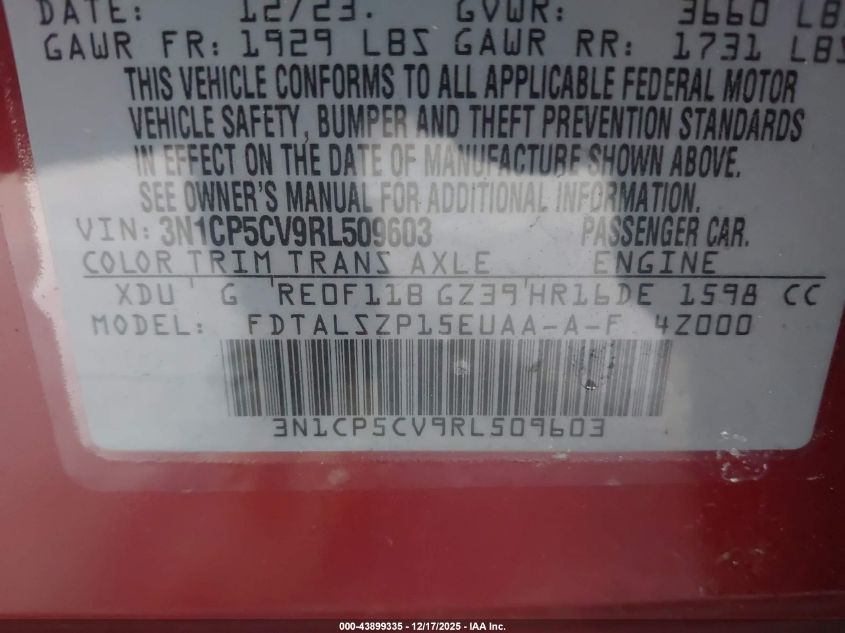 DATE: 12/23. GVWR: 3660 LB
GAWR FR: 1929 LBS GAWR RR: 1731 LBS
THIS VEHICLE CONFORMS TO ALL APPLICABLE FEDERAL MOTOR
VEHICLE SAFETY, BUMPER AND THEFT PREVENTION STANDARDS
IN EFFECT ON THE DATE OF MANUFACTURE SHOWN ABOVE.
SEE OWNER'S MANUAL FOR ADDITIONAL INFORMATION.
VIN: 3N1CP5CV9RL509603 PASSENGER CAR.
COLOR TRIM TRANS AXLE ENGINE
XDU G RE0F11B GZ39 HR16DE 1598 CC
MODEL: FDTALSZP15EUAA-A-F 4Z000
3N1CP5CV9RL509603
000-43899335 - 12/17/2025 - IAA Inc.